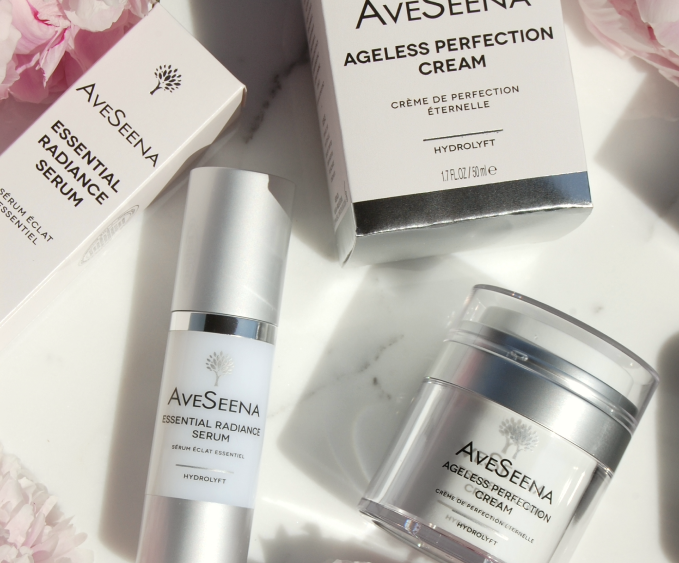 AVESEENA
ESSENTIAL
RADIANCE
SERUM
SÉRUM ÉCLAT
ESSENTIEL
AVESEENA
AGELESS PERFECTION
CREAM
CRÈME DE PERFECTION
ÉTERNELLE
HYDROLYFT
1.7 FL.OZ / 50 ml e
AVESEENA
ESSENTIAL RADIANCE
SERUM
SÉRUM ÉCLAT ESSENTIEL
HYDROLYFT
AVESEENA
AGELESS PERFECTION
CREAM
CRÈME DE PERFECTION ÉTERNELLE
HYDROLYFT